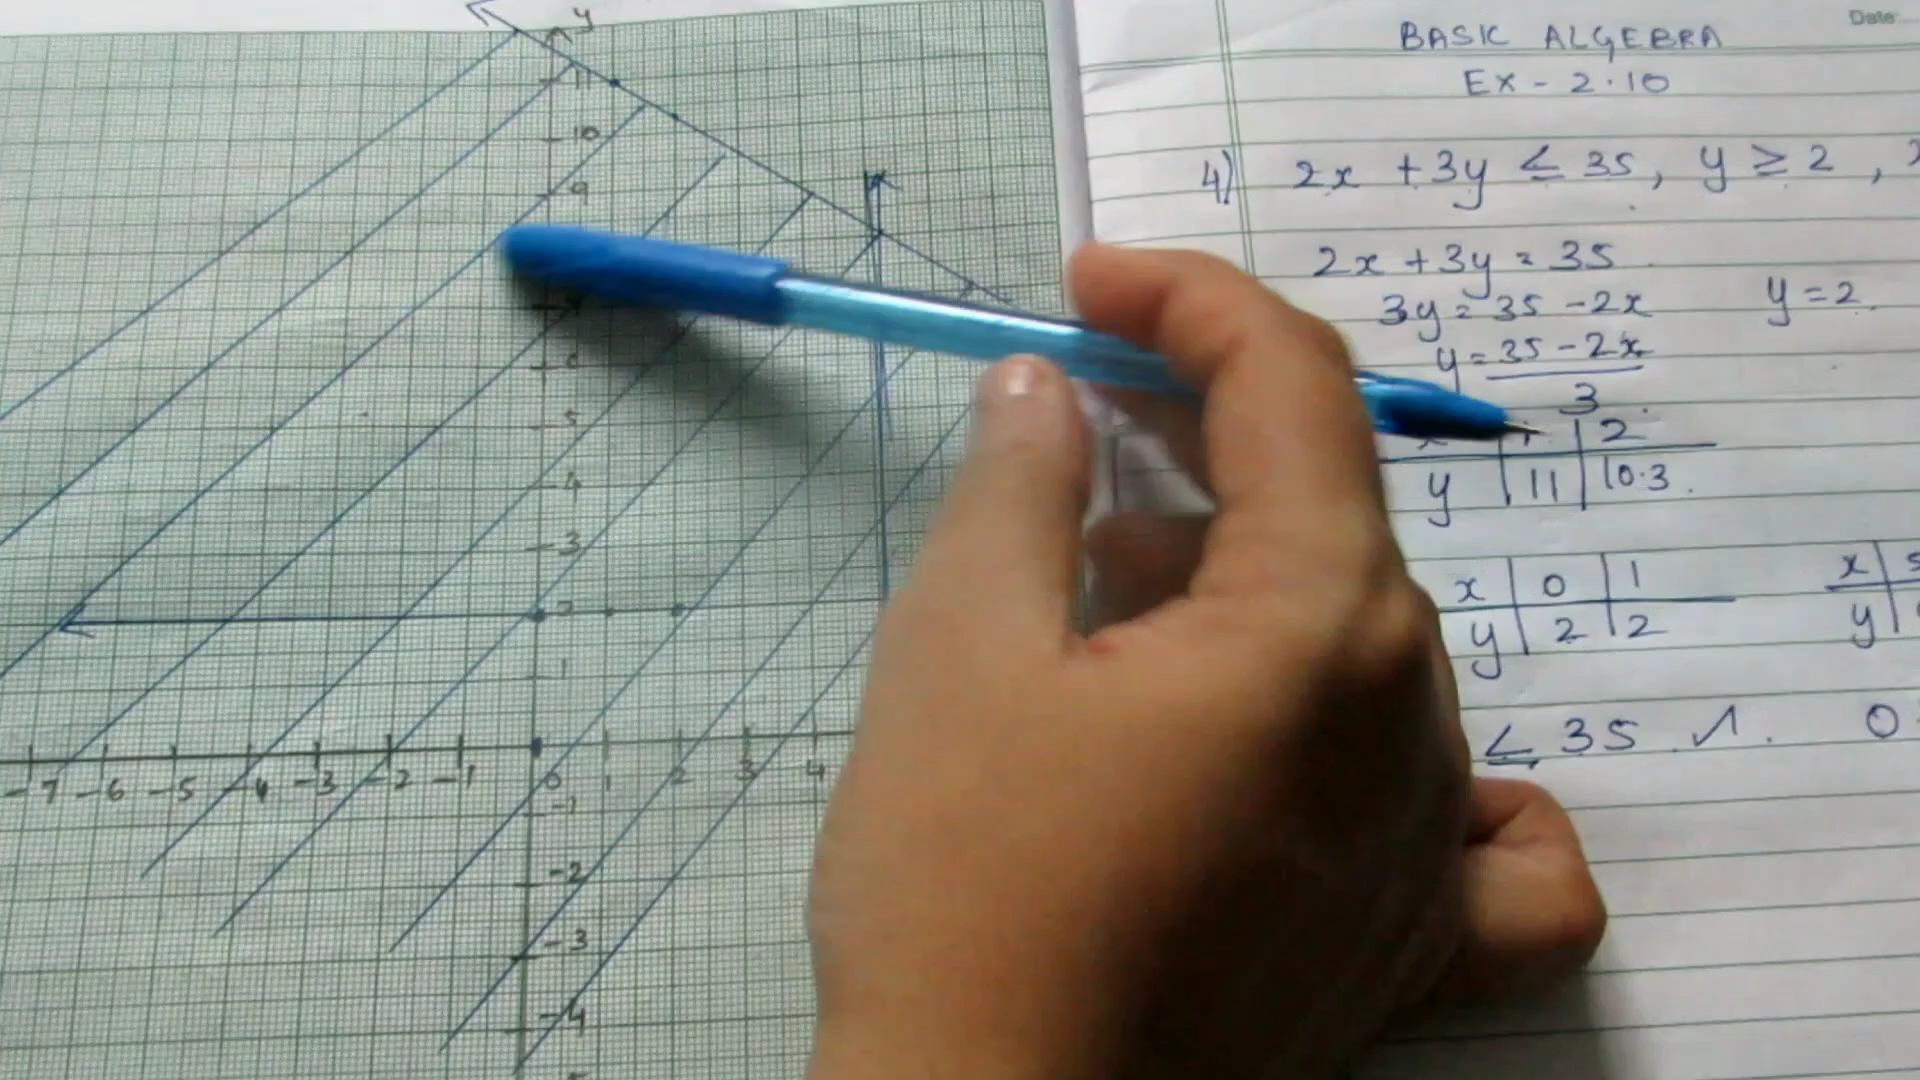 Date
BASIC ALGEBRA
EX - 2.10
4) 2x + 3y ≤ 35, y ≥ 2,
2x + 3y = 35
3y = 35 - 2x y = 2
y = 35 - 2x
3
2
y 11 10.3
x 0 1 x
y 2 2 y
≤ 35 0
y
11
10
9
6
5
4
3
2
1
-7 -6 -5 -4 -3 -2 -1 0 1 2 3 4
-1
-2
-3
-4